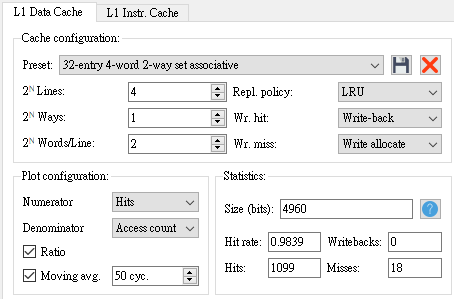 L1 Data Cache L1 Instr. Cache
Cache configuration:
Preset: 32-entry 4-word 2-way set associative
2ᴺ Lines: 4 Repl. policy: LRU
2ᴺ Ways: 1 Wr. hit: Write-back
2ᴺ Words/Line: 2 Wr. miss: Write allocate
Plot configuration: Statistics:
Numerator Hits Size (bits): 4960 ?
Denominator Access count
Ratio Hit rate: 0.9839 Writebacks: 0
Moving avg. 50 cyc. Hits: 1099 Misses: 18